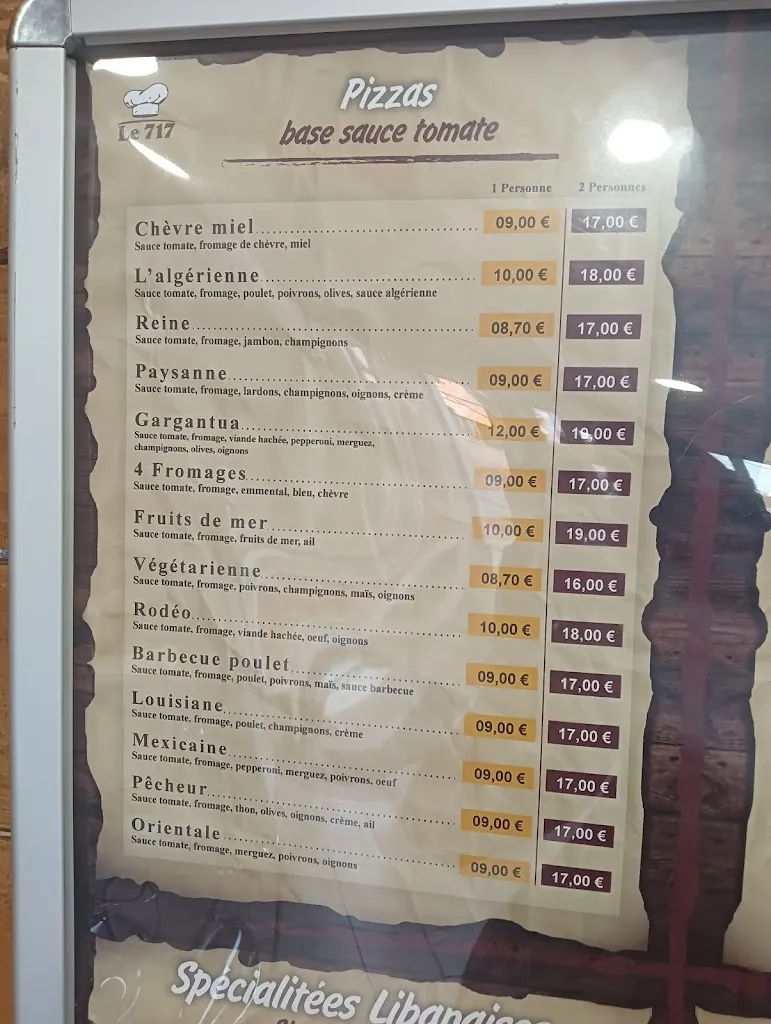 Le 717
Pizzas
base sauce tomate
1 Personne 2 Personnes
Chèvre miel 09,00 € 17,00 €
Sauce tomate, fromage de chèvre, miel
L'algérienne 10,00 € 18,00 €
Sauce tomate, fromage, poulet, poivrons, olives, sauce algérienne
Reine 08,70 € 17,00 €
Sauce tomate, fromage, jambon, champignons
Paysanne 09,00 € 17,00 €
Sauce tomate, fromage, lardons, champignons, oignons, crème
Gargantua 12,00 € 19,00 €
Sauce tomate, fromage, viande hachée, pepperoni, merguez,
champignons, olives, oignons
4 Fromages 09,00 € 17,00 €
Sauce tomate, fromage, emmental, bleu, chèvre
Fruits de mer 10,00 € 19,00 €
Sauce tomate, fromage, fruits de mer, ail
Végétarienne 08,70 € 16,00 €
Sauce tomate, fromage, poivrons, champignons, maïs, oignons
Rodéo 10,00 € 18,00 €
Sauce tomate, fromage, viande hachée, oeuf, oignons
Barbecue poulet 09,00 € 17,00 €
Sauce tomate, fromage, poulet, poivrons, maïs, sauce barbecue
Louisiane 09,00 € 17,00 €
Sauce tomate, fromage, poulet, champignons, crème
Mexicaine 09,00 € 17,00 €
Sauce tomate, fromage, pepperoni, merguez, poivrons, oeuf
Pêcheur 09,00 € 17,00 €
Sauce tomate, fromage, thon, olives, oignons, crème, ail
Orientale 09,00 € 17,00 €
Sauce tomate, fromage, merguez, poivrons, oignons
Spécialitées Libanaises